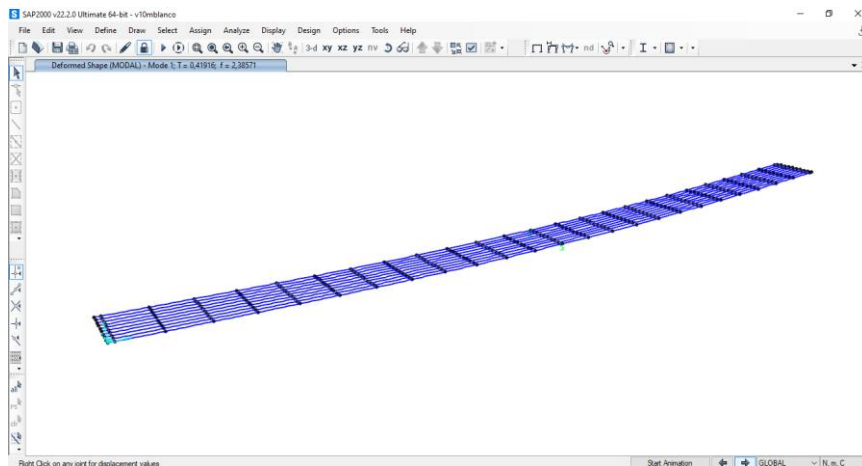 SAP2000 v22.2.0 Ultimate 64-bit - v10mblanco
File Edit View Define Draw Select Assign Analyze Display Design Options Tools Help
3-d xy xz yz nv nd
Deformed Shape (MODAL) - Mode 1; T = 0,41916; f = 2,38571
all
Right Click on any joint for displacement values
Start Animation
GLOBAL
N, m, C